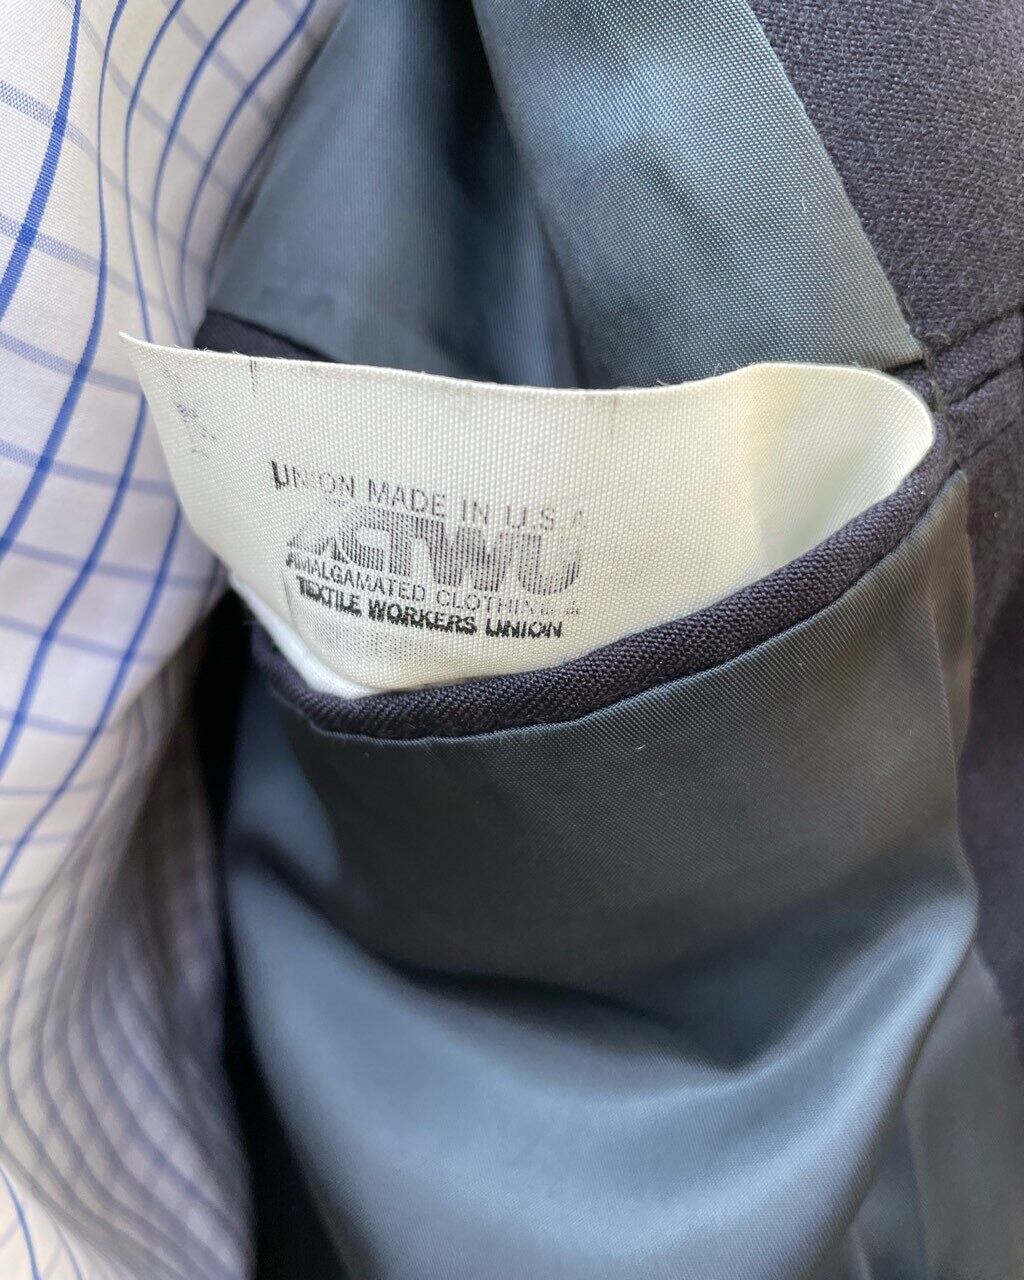 UNION MADE IN U.S.A.
ACTWU
AMALGAMATED CLOTHING &
TEXTILE WORKERS UNION